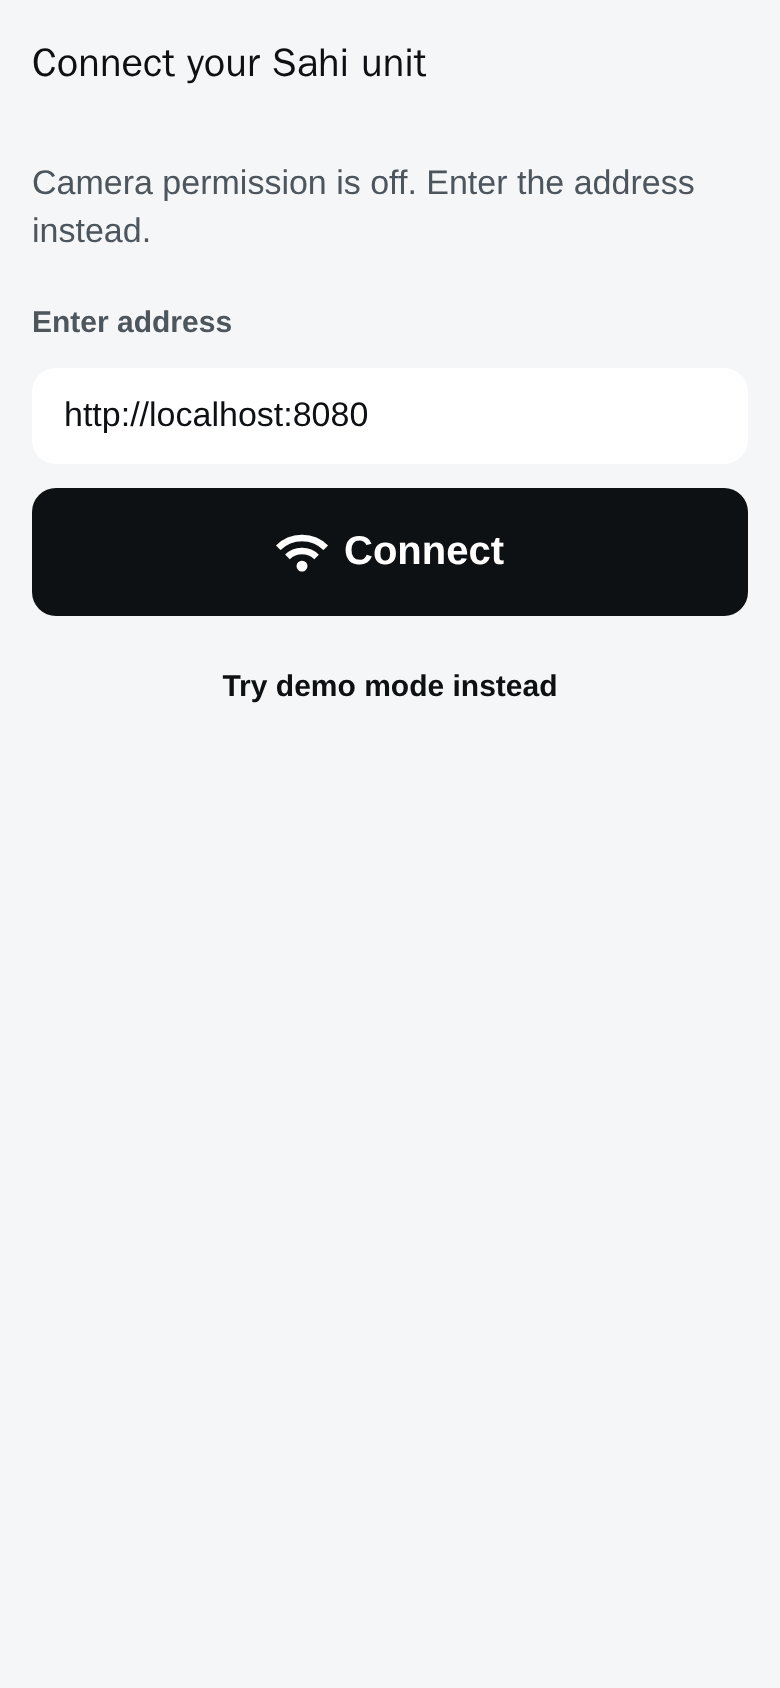 Connect your Sahi unit
Camera permission is off. Enter the address
instead.
Enter address
http://localhost:8080
Connect
Try demo mode instead